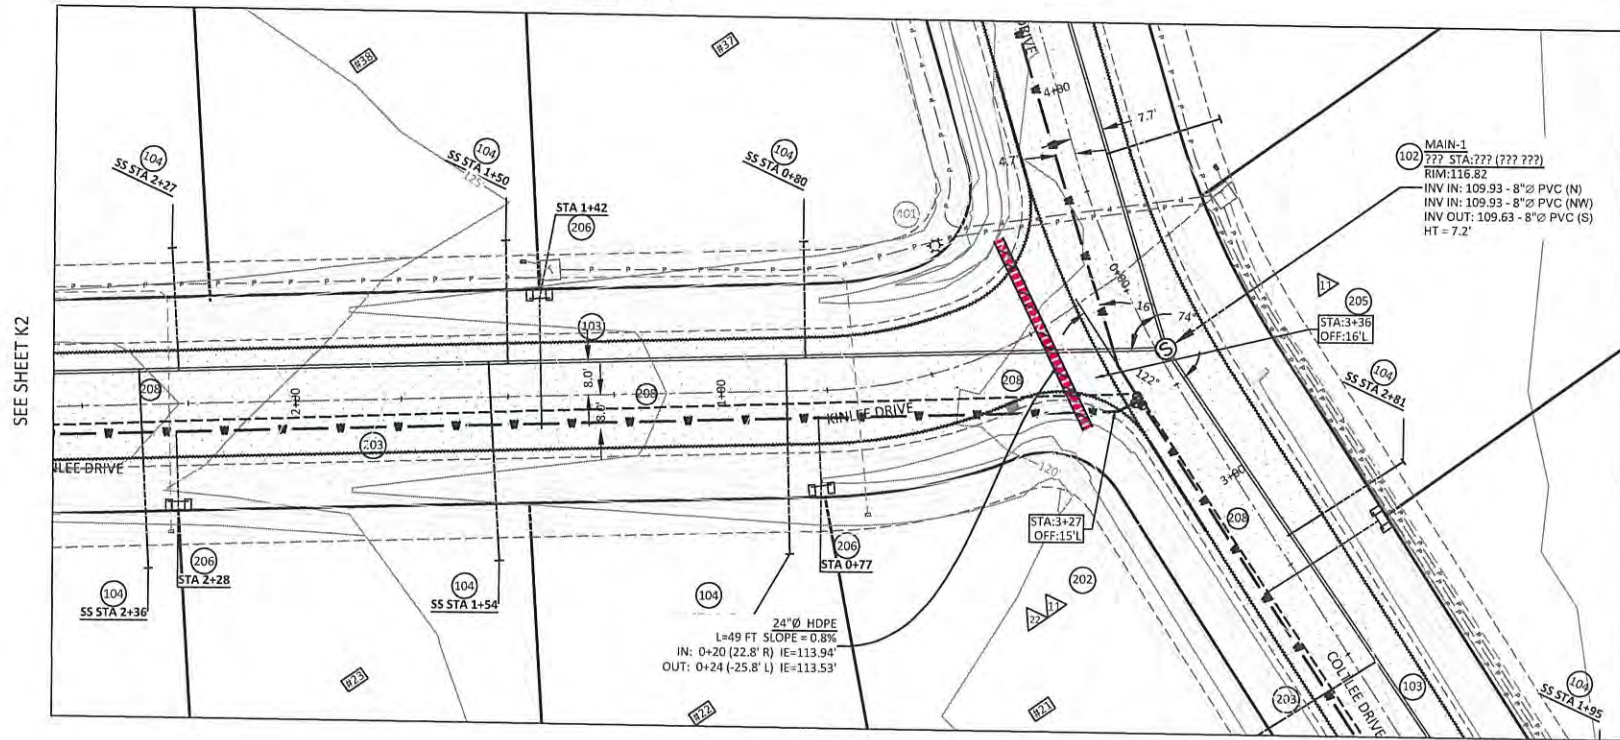 SEE SHEET K2
#38
#37
DRIVE
4+00
7.7'
4.7'
104
SS STA 2+27
104
SS STA 1+50
125
104
SS STA 0+80
STA 1+42
206
401
102
MAIN-1
??? STA:??? (??? ???)
RIM:116.82
INV IN: 109.93 - 8"Ø PVC (N)
INV IN: 109.93 - 8"Ø PVC (NW)
INV OUT: 109.63 - 8"Ø PVC (S)
HT = 7.2'
11
205
STA:3+36
OFF:16'L
104
SS STA 2+81
0+00
16'
74°
122°
S
103
8.0'
8.0'
208
2+00
208
1+00
208
KINLEE DRIVE
203
NLEE DRIVE
120
3+00
208
STA:3+27
OFF:15'L
206
STA 2+28
104
SS STA 2+36
104
SS STA 1+54
104
206
STA 0+77
202
11
22
24"Ø HDPE
L=49 FT SLOPE = 0.8%
IN: 0+20 (22.8' R) IE=113.94'
OUT: 0+24 (-25.8' L) IE=113.53'
#23
#22
#21
203
COLTLEE DRIVE
103
104
SS STA 1+95